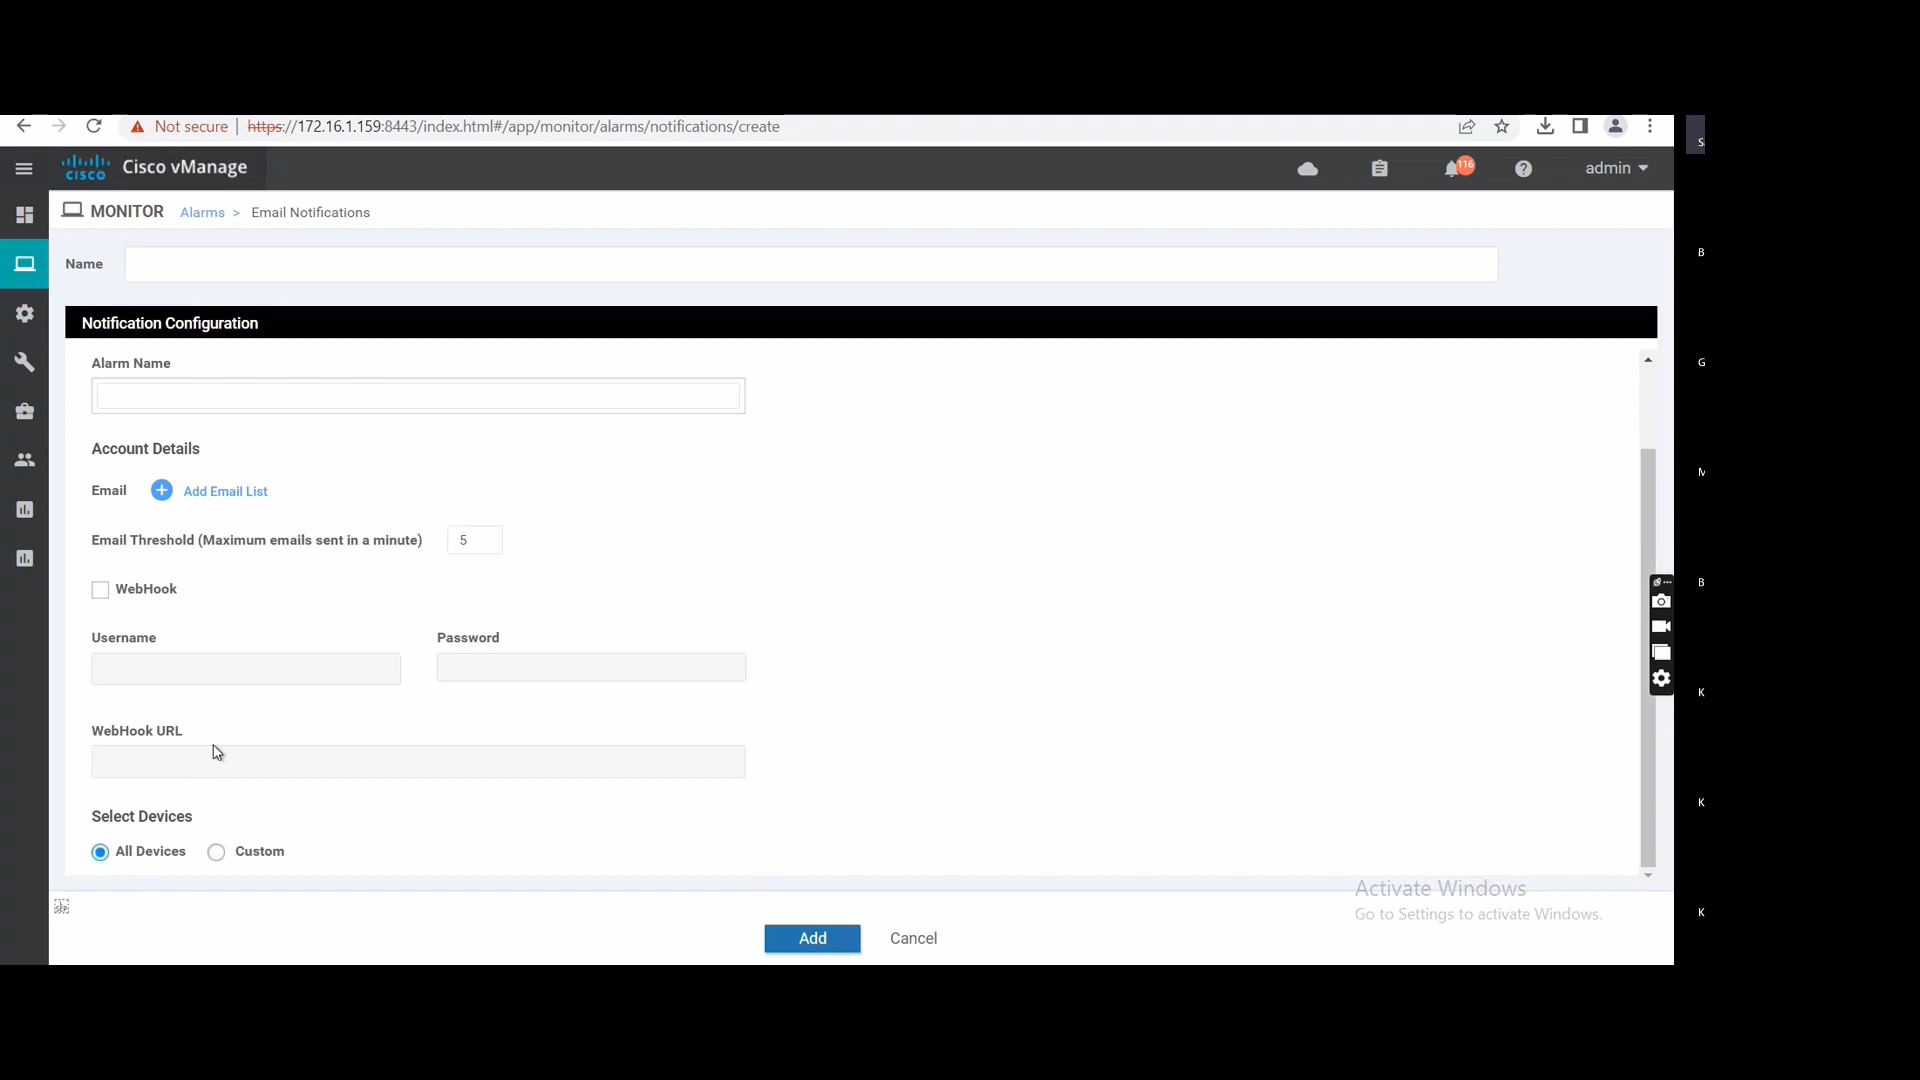 Not secure | https://172.16.1.159:8443/index.html#/app/monitor/alarms/notifications/create
cisco Cisco vManage
116
admin
MONITOR Alarms > Email Notifications
Name
Notification Configuration
Alarm Name
Account Details
Email Add Email List
Email Threshold (Maximum emails sent in a minute) 5
WebHook
Username Password
WebHook URL
Select Devices
All Devices Custom
Activate Windows
Go to Settings to activate Windows.
Add Cancel
S
B
G
M
B
K
K
K